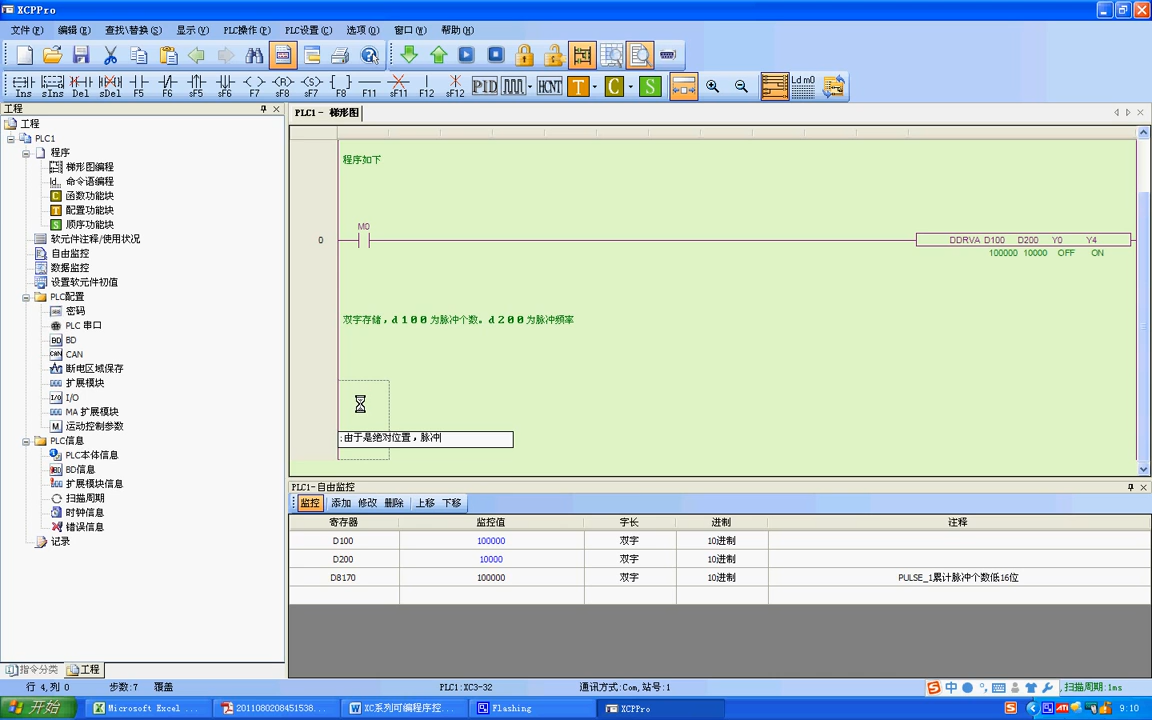 XCPPro
文件(F) 编辑(E) 查找\替换(S) 显示(V) PLC操作(P) PLC设置(C) 选项(O) 窗口(W) 帮助(H)
Ins sIns Del sDel F5 F6 sF5 sF6 F7 sF8 sF7 F8 F11 sF11 F12 sF12 PID HCNT T C S Ld m0
工程
PLC1 - 梯形图
工程
PLC1
程序
梯形图编程
命令语编程
函数功能块
配置功能块
顺序功能块
软元件注释/使用状况
自由监控
数据监控
设置软元件初值
PLC配置
密码
PLC 串口
BD
CAN
断电区域保存
扩展模块
I/O
MA 扩展模块
运动控制参数
PLC信息
PLC本体信息
BD信息
扩展模块信息
扫描周期
时钟信息
错误信息
记录
指令分类 工程
程序如下
M0
0
DDRVA D100 D200 Y0 Y4
100000 10000 OFF ON
双字存储，d100为脉冲个数。d200为脉冲频率
;由于是绝对位置，脉冲
PLC1-自由监控
监控 添加 修改 删除 上移 下移
寄存器 监控值 字长 进制 注释
D100 100000 双字 10进制
D200 10000 双字 10进制
D8170 100000 双字 10进制 PULSE_1累计脉冲个数低16位
行 4,列 0 步数:7 覆盖 PLC1:XC3-32 通讯方式:Com,站号:1 中 扫描周期:1ms
开始 Microsoft Excel ... 2011080208451538... XC系列可编程序控... Flashing XCPPro 9:10